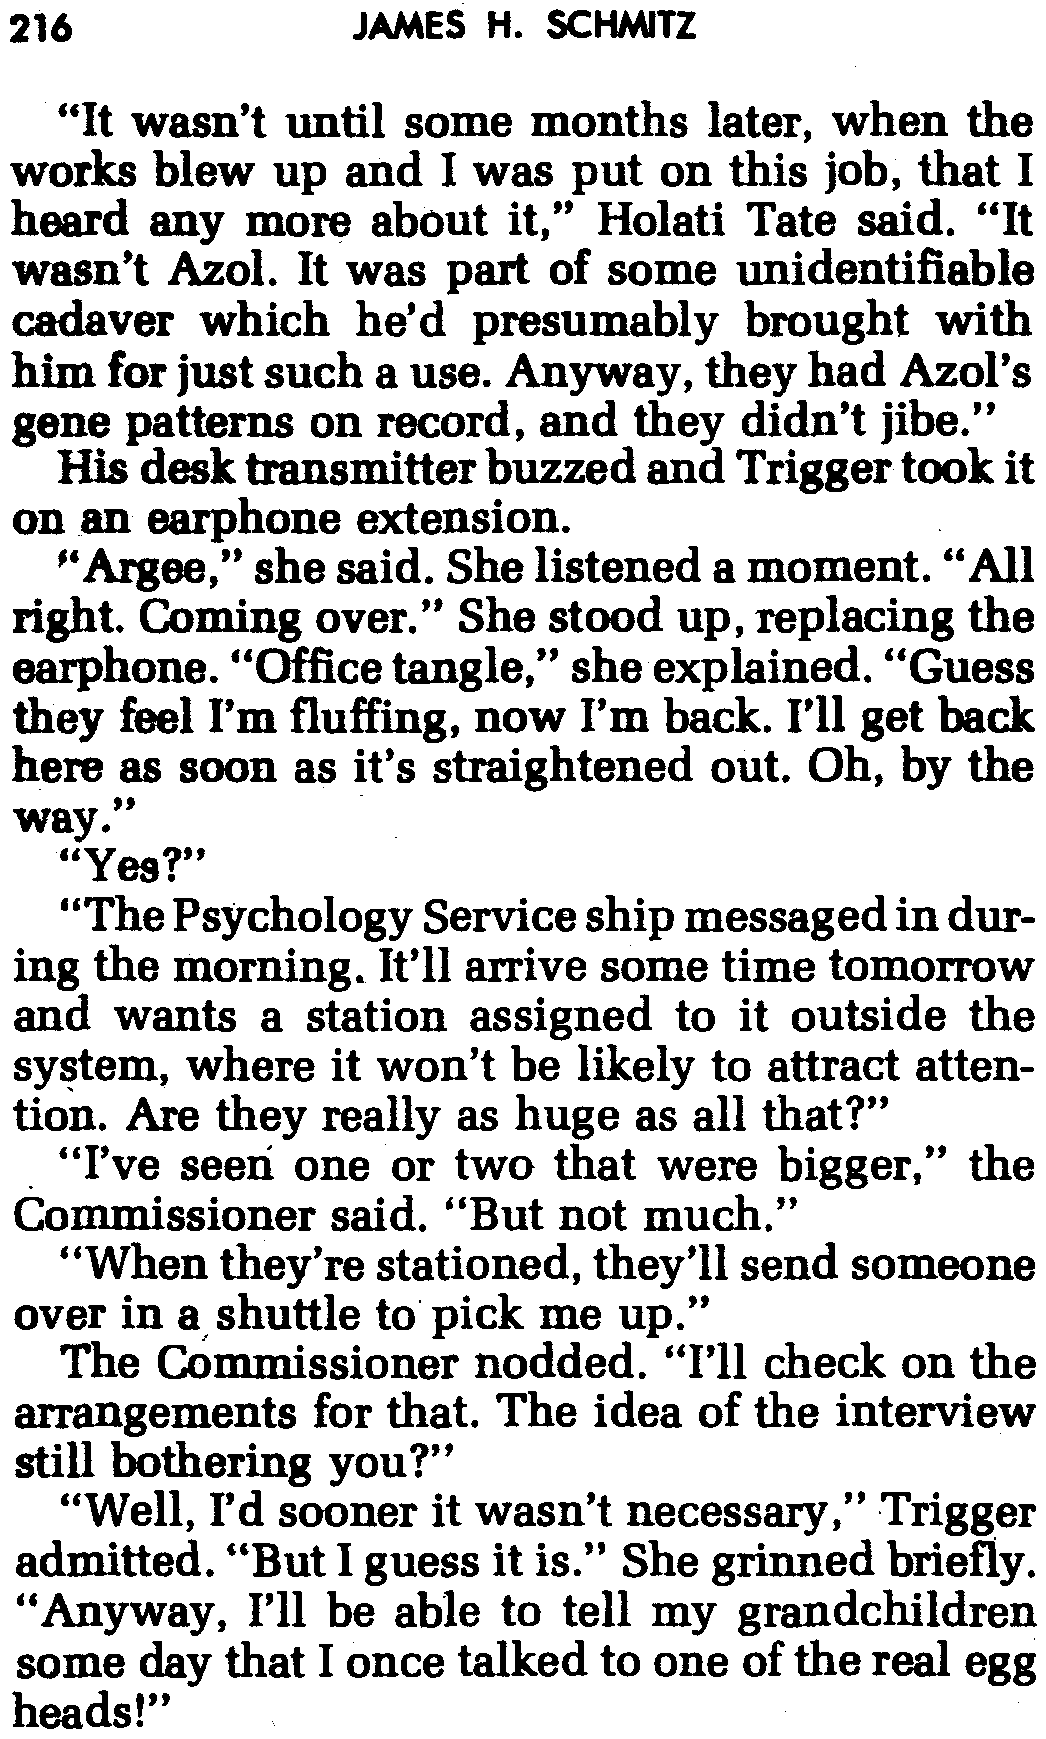 216 JAMES H. SCHMITZ
“It wasn't until some months later, when the
works blew up and I was put on this job, that I
heard any more about it,” Holati Tate said. “It
wasn't Azol. It was part of some unidentifiable
cadaver which he'd presumably brought with
him for just such a use. Anyway, they had Azol's
gene patterns on record, and they didn't jibe.”
His desk transmitter buzzed and Trigger took it
on an earphone extension.
“Argee,” she said. She listened a moment. “All
right. Coming over.” She stood up, replacing the
earphone. “Office tangle,” she explained. “Guess
they feel I'm fluffing, now I'm back. I'll get back
here as soon as it's straightened out. Oh, by the
way.”
“Yes?”
“The Psychology Service ship messaged in dur-
ing the morning. It'll arrive some time tomorrow
and wants a station assigned to it outside the
system, where it won't be likely to attract atten-
tion. Are they really as huge as all that?”
“I've seen one or two that were bigger,” the
Commissioner said. “But not much.”
“When they're stationed, they'll send someone
over in a shuttle to pick me up.”
The Commissioner nodded. “I'll check on the
arrangements for that. The idea of the interview
still bothering you?”
“Well, I'd sooner it wasn't necessary,” Trigger
admitted. “But I guess it is.” She grinned briefly.
“Anyway, I'll be able to tell my grandchildren
some day that I once talked to one of the real egg
heads!”